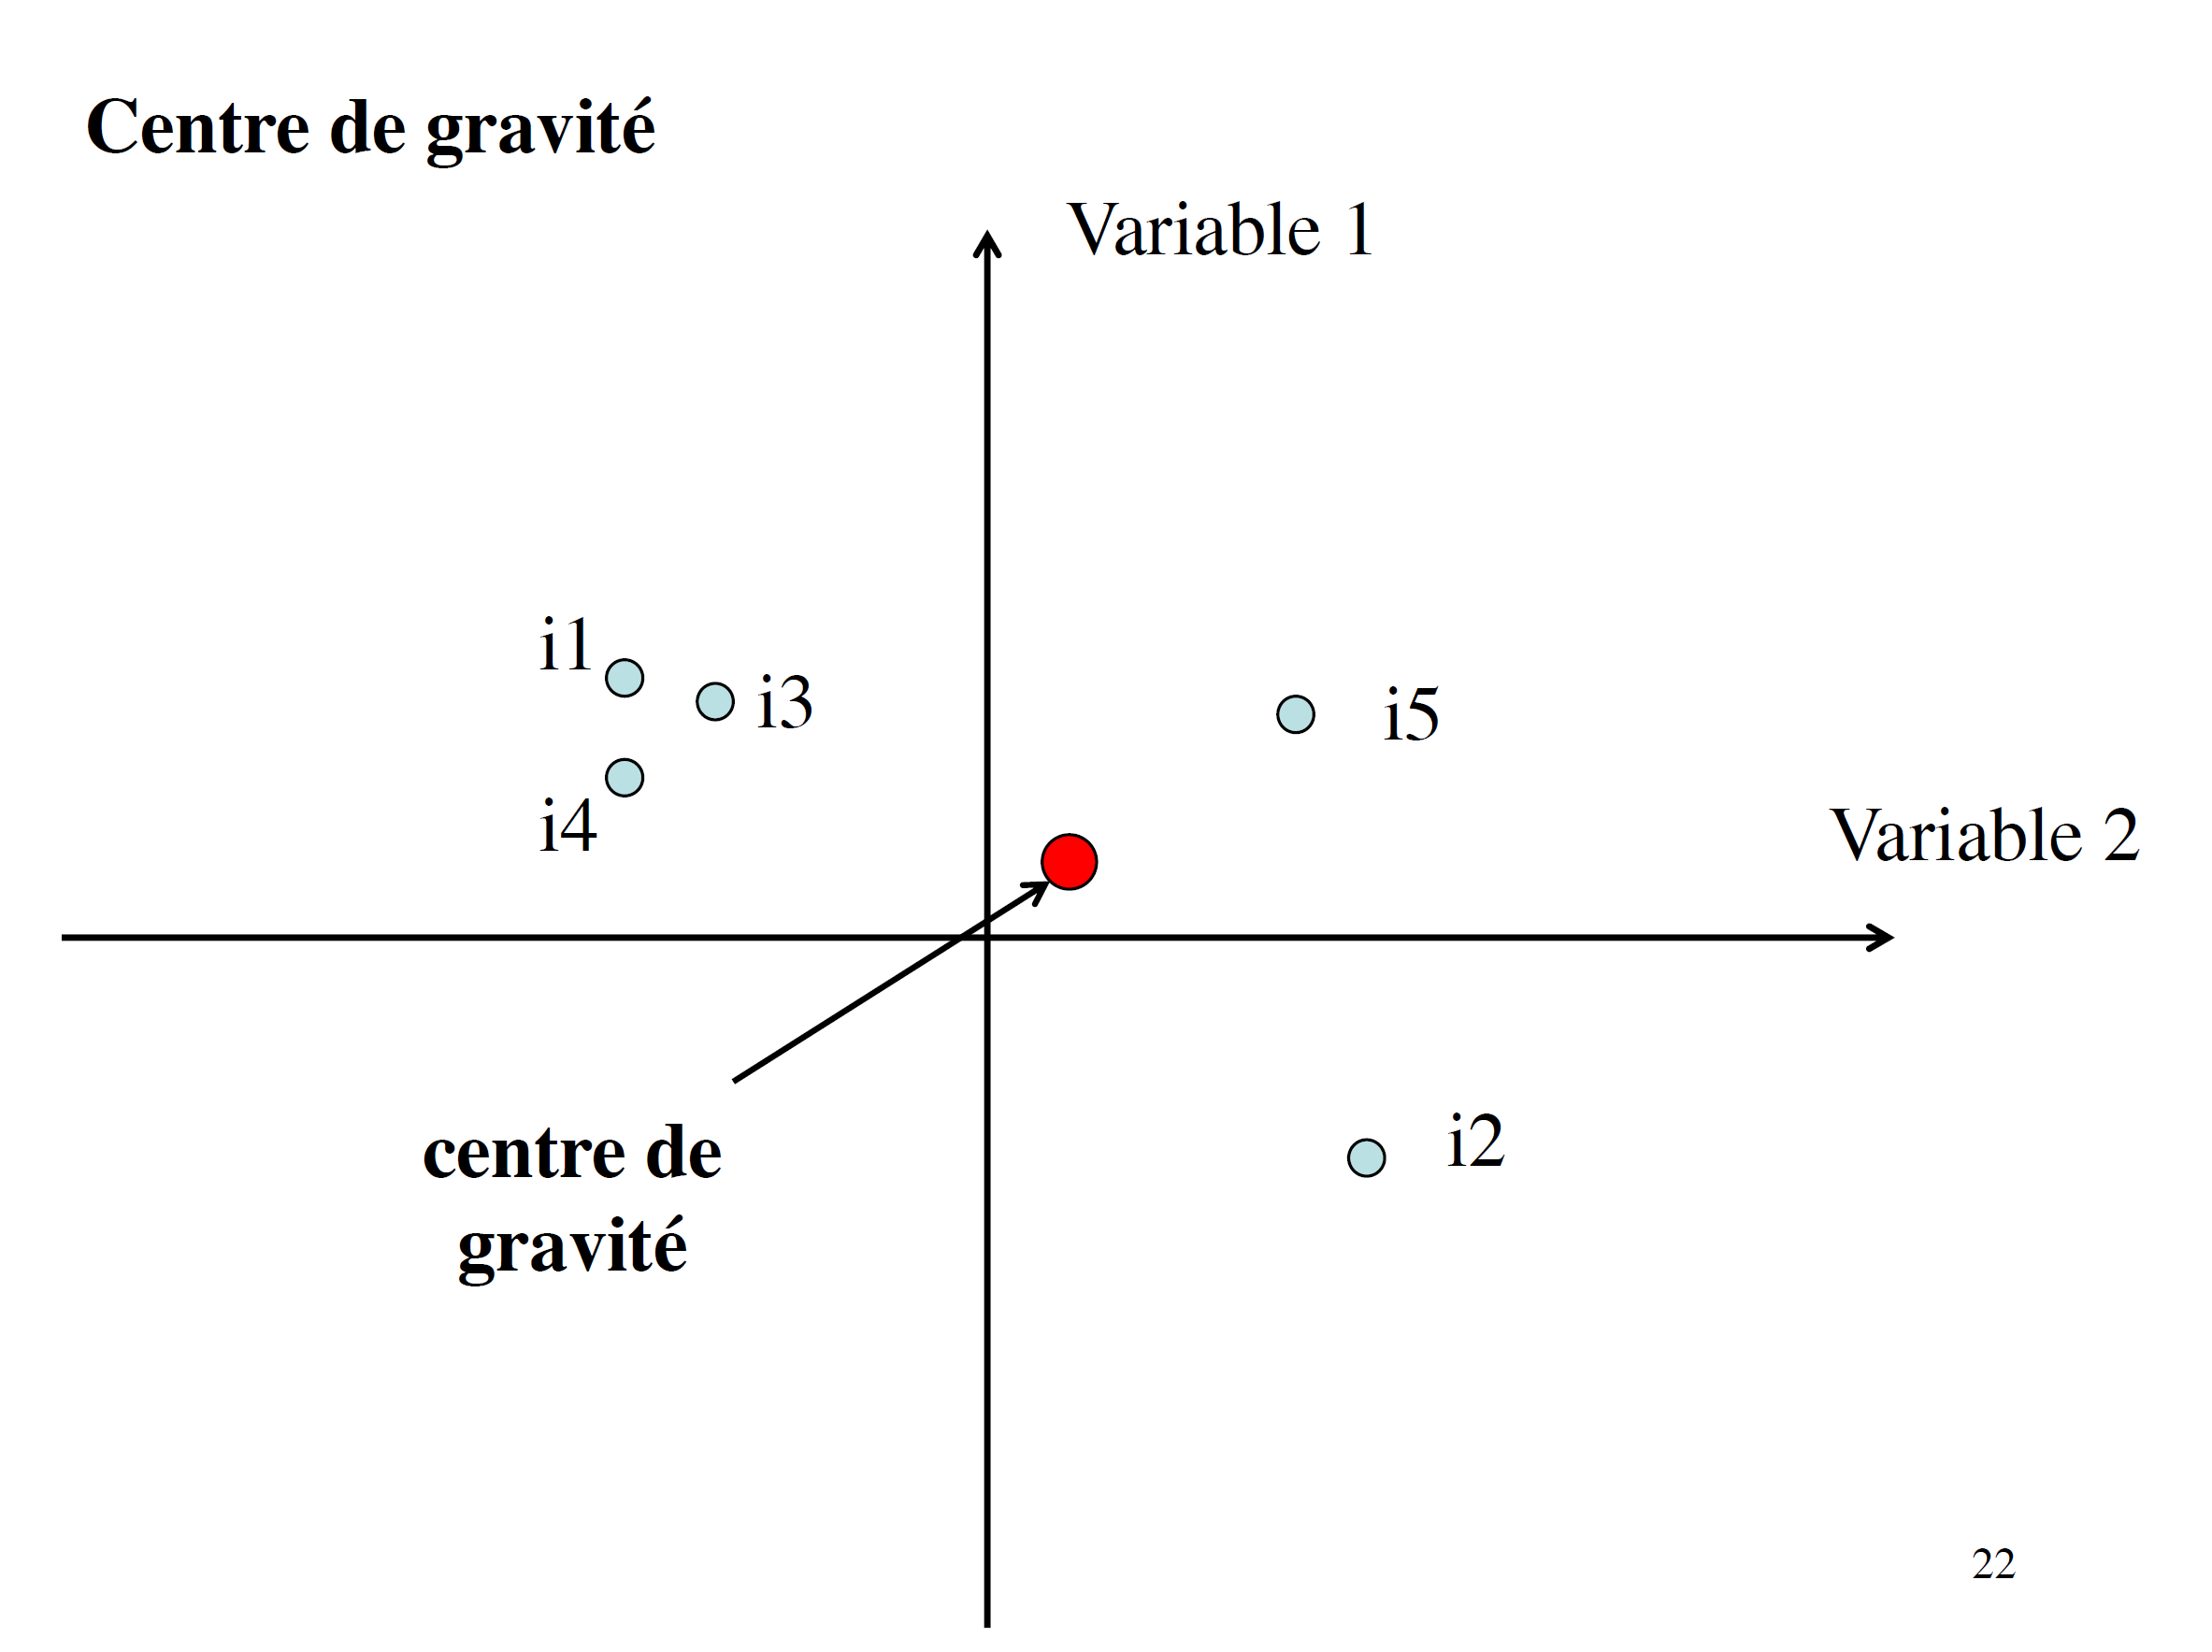 Centre de gravité
Variable 1
i1
i3
i5
i4
Variable 2
i2
centre de
gravité
22